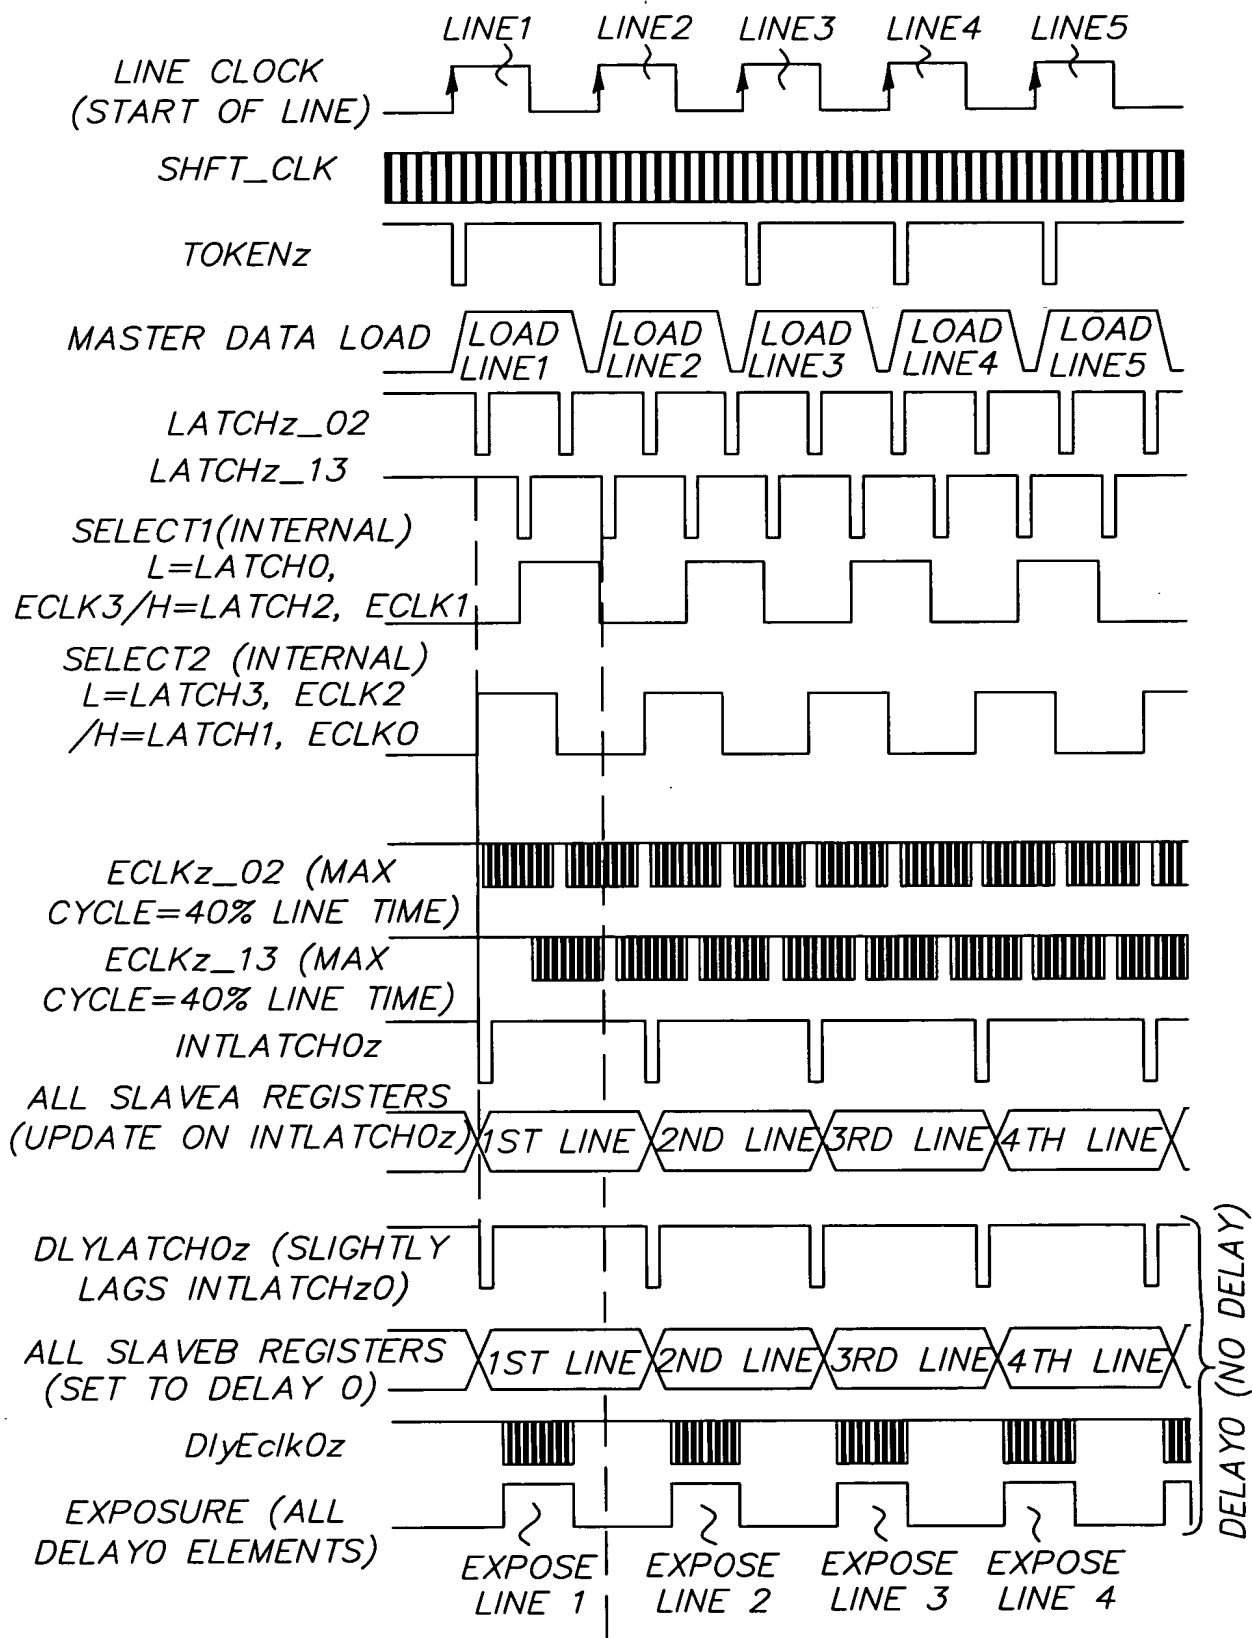 LINE1 LINE2 LINE3 LINE4 LINE5
LINE CLOCK
(START OF LINE)
SHFT_CLK
TOKENz
MASTER DATA LOAD
LOAD LINE1
LOAD LINE2
LOAD LINE3
LOAD LINE4
LOAD LINE5
LATCHz_02
LATCHz_13
SELECT1(INTERNAL)
L=LATCH0,
ECLK3/H=LATCH2, ECLK1
SELECT2 (INTERNAL)
L=LATCH3, ECLK2
/H=LATCH1, ECLK0
ECLKz_02 (MAX
CYCLE=40% LINE TIME)
ECLKz_13 (MAX
CYCLE=40% LINE TIME)
INTLATCH0z
ALL SLAVEA REGISTERS
(UPDATE ON INTLATCH0z)
1ST LINE 2ND LINE 3RD LINE 4TH LINE
DLYLATCH0z (SLIGHTLY
LAGS INTLATCHz0)
ALL SLAVEB REGISTERS
(SET TO DELAY 0)
1ST LINE 2ND LINE 3RD LINE 4TH LINE
DlyEclk0z
EXPOSURE (ALL
DELAY0 ELEMENTS)
EXPOSE LINE 1
EXPOSE LINE 2
EXPOSE LINE 3
EXPOSE LINE 4
DELAY0 (NO DELAY)